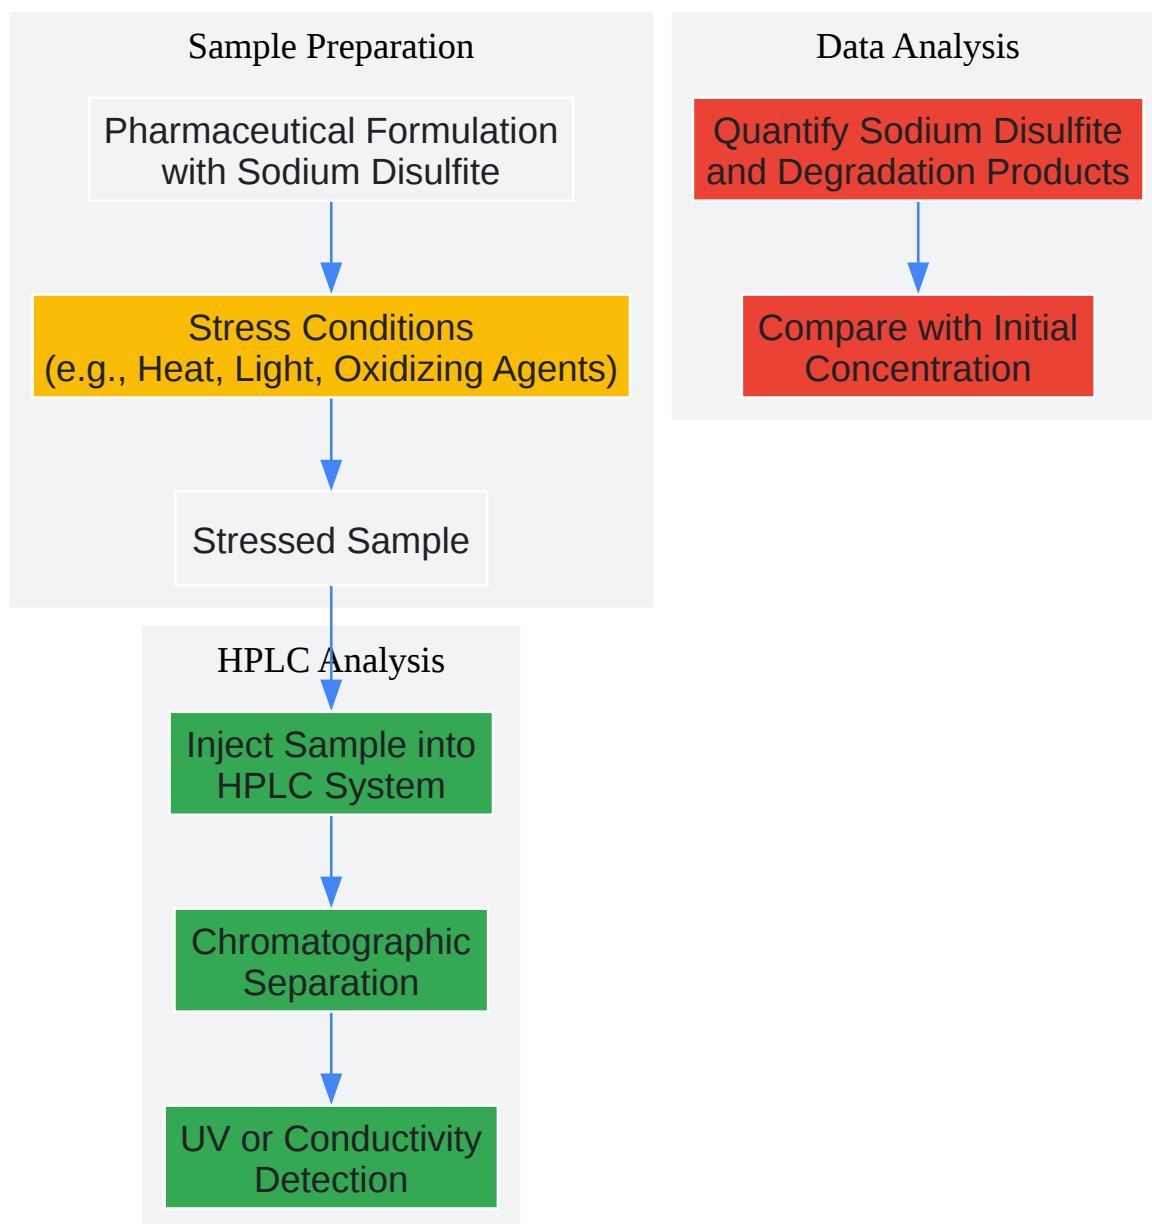 Sample Preparation
Pharmaceutical Formulation
with Sodium Disulfite
Stress Conditions
(e.g., Heat, Light, Oxidizing Agents)
Stressed Sample
HPLC Analysis
Inject Sample into
HPLC System
Chromatographic
Separation
UV or Conductivity
Detection
Data Analysis
Quantify Sodium Disulfite
and Degradation Products
Compare with Initial
Concentration